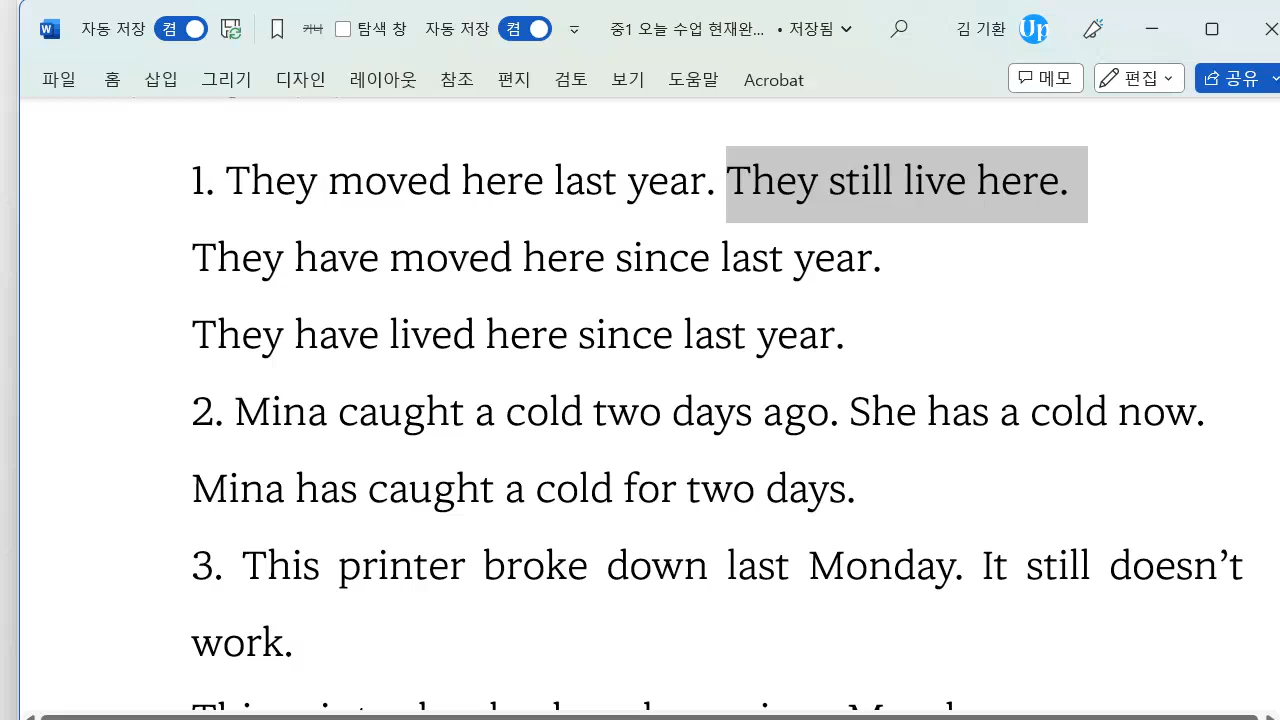 자동 저장 켬 가나 탐색 창 자동 저장 켬 중1 오늘 수업 현재완... • 저장됨 김 기환 Up
파일 홈 삽입 그리기 디자인 레이아웃 참조 편지 검토 보기 도움말 Acrobat 메모 편집 공유
1. They moved here last year. They still live here.
They have moved here since last year.
They have lived here since last year.
2. Mina caught a cold two days ago. She has a cold now.
Mina has caught a cold for two days.
3. This printer broke down last Monday. It still doesn’t
work.